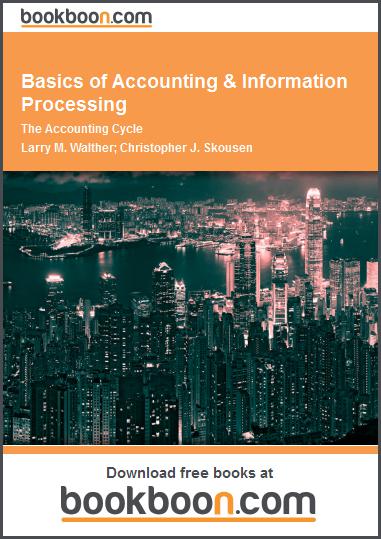 bookboon.com
Basics of Accounting & Information
Processing
The Accounting Cycle
Larry M. Walther; Christopher J. Skousen
Download free books at
bookboon.com